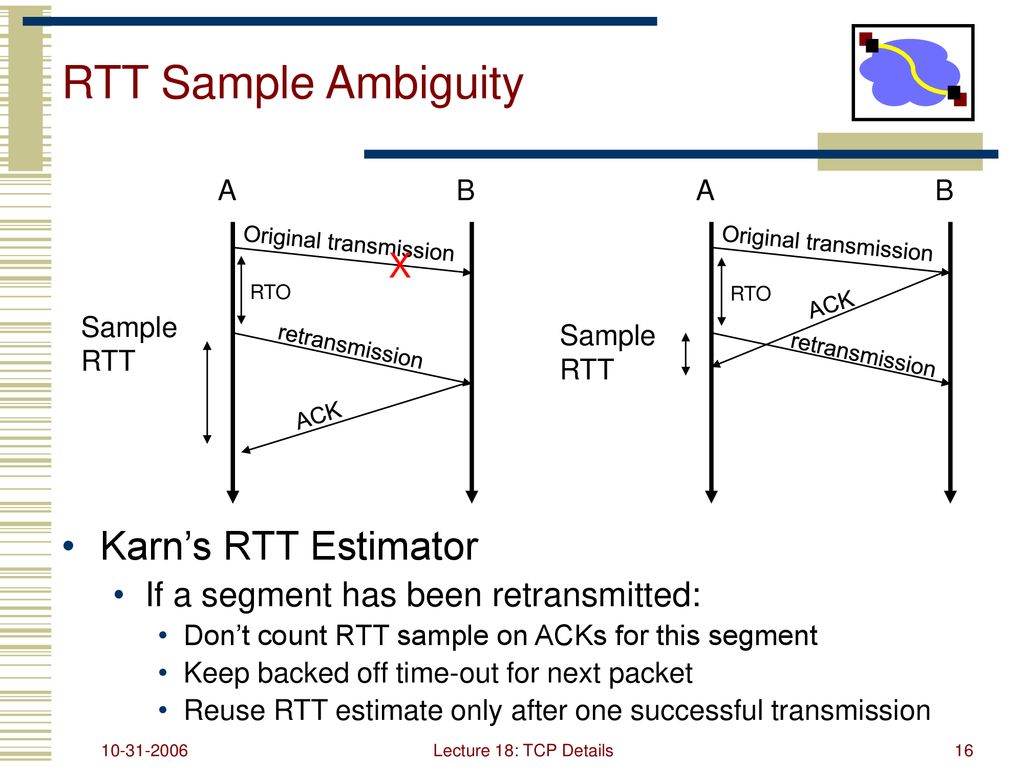 RTT Sample Ambiguity
A B A B
Original transmission
X
RTO
Sample
RTT
retransmission
ACK
Original transmission
RTO
ACK
Sample
RTT
retransmission
• Karn’s RTT Estimator
• If a segment has been retransmitted:
• Don’t count RTT sample on ACKs for this segment
• Keep backed off time-out for next packet
• Reuse RTT estimate only after one successful transmission
10-31-2006 Lecture 18: TCP Details 16